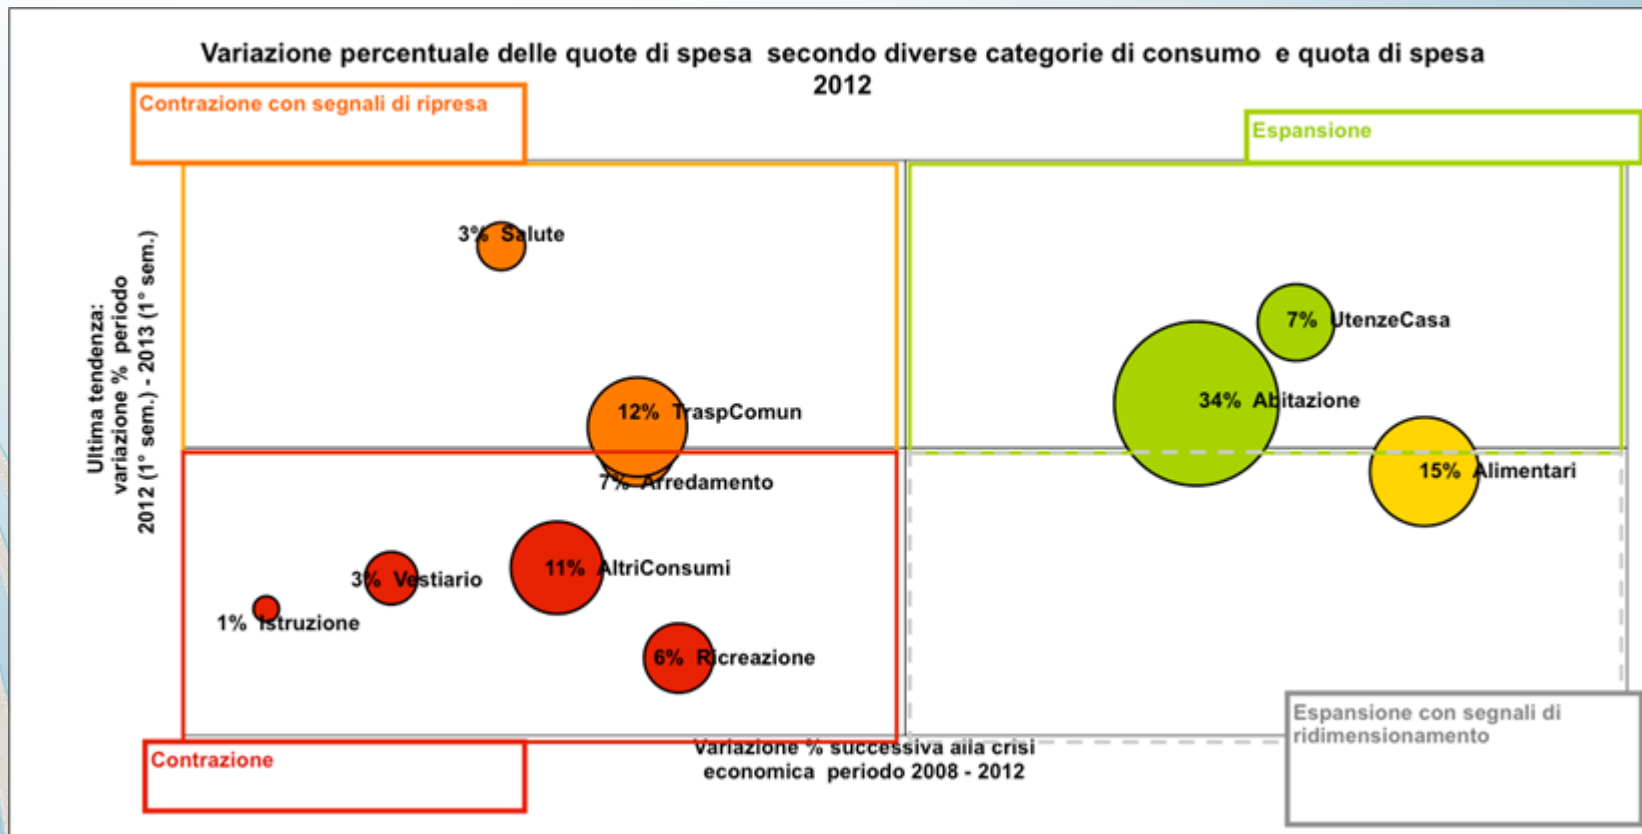 Variazione percentuale delle quote di spesa secondo diverse categorie di consumo e quota di spesa
2012
Contrazione con segnali di ripresa
Espansione
Ultima tendenza:
variazione % periodo
2012 (1° sem.) - 2013 (1° sem.)
3% Salute
7% UtenzeCasa
34% Abitazione
12% TraspComun
15% Alimentari
7% Arredamento
11% AltriConsumi
3% Vestiario
1% Istruzione
6% Ricreazione
Espansione con segnali di
ridimensionamento
Contrazione
Variazione % successiva alla crisi
economica periodo 2008 - 2012